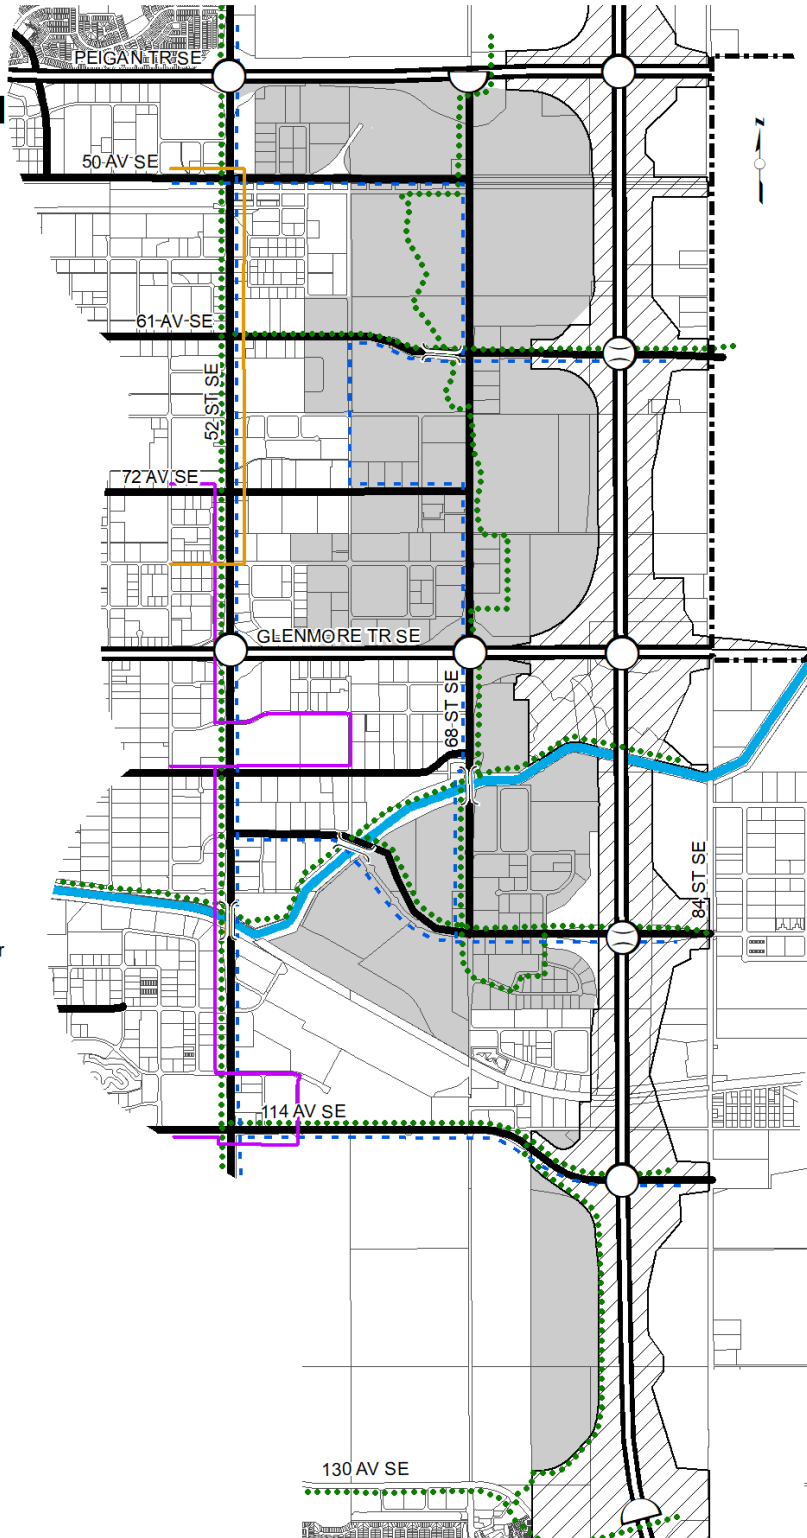 PEIGAN TR SE
50 AV SE
61 AV SE
52 ST SE
72 AV SE
GLENMORE TR SE
68 ST SE
84 ST SE
114 AV SE
130 AV SE